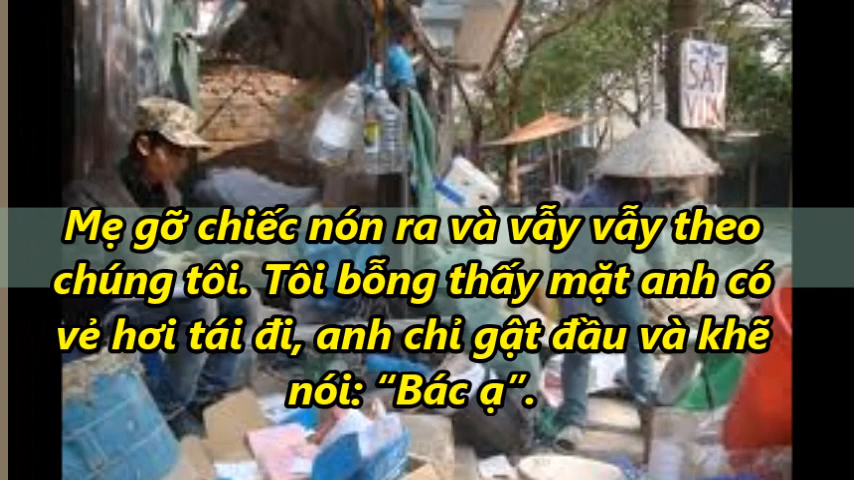 SẮT
VỤN
Mẹ gỡ chiếc nón ra và vẫy vẫy theo
chúng tôi. Tôi bỗng thấy mặt anh có
vẻ hơi tái đi, anh chỉ gật đầu và khẽ
nói: “Bác ạ”.